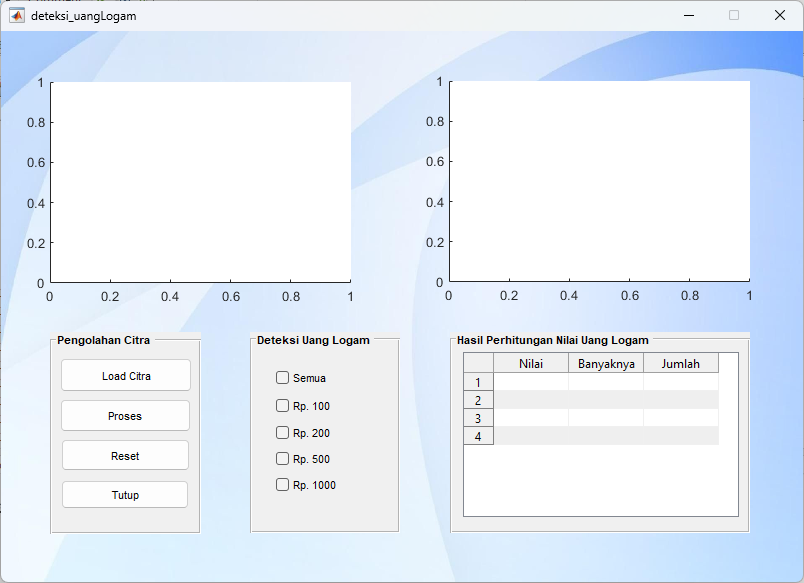 deteksi_uangLogam
1
0.8
0.6
0.4
0.2
0
0 0.2 0.4 0.6 0.8 1
1
0.8
0.6
0.4
0.2
0
0 0.2 0.4 0.6 0.8 1
Pengolahan Citra
Load Citra
Proses
Reset
Tutup
Deteksi Uang Logam
Semua
Rp. 100
Rp. 200
Rp. 500
Rp. 1000
Hasil Perhitungan Nilai Uang Logam
Nilai Banyaknya Jumlah
1
2
3
4